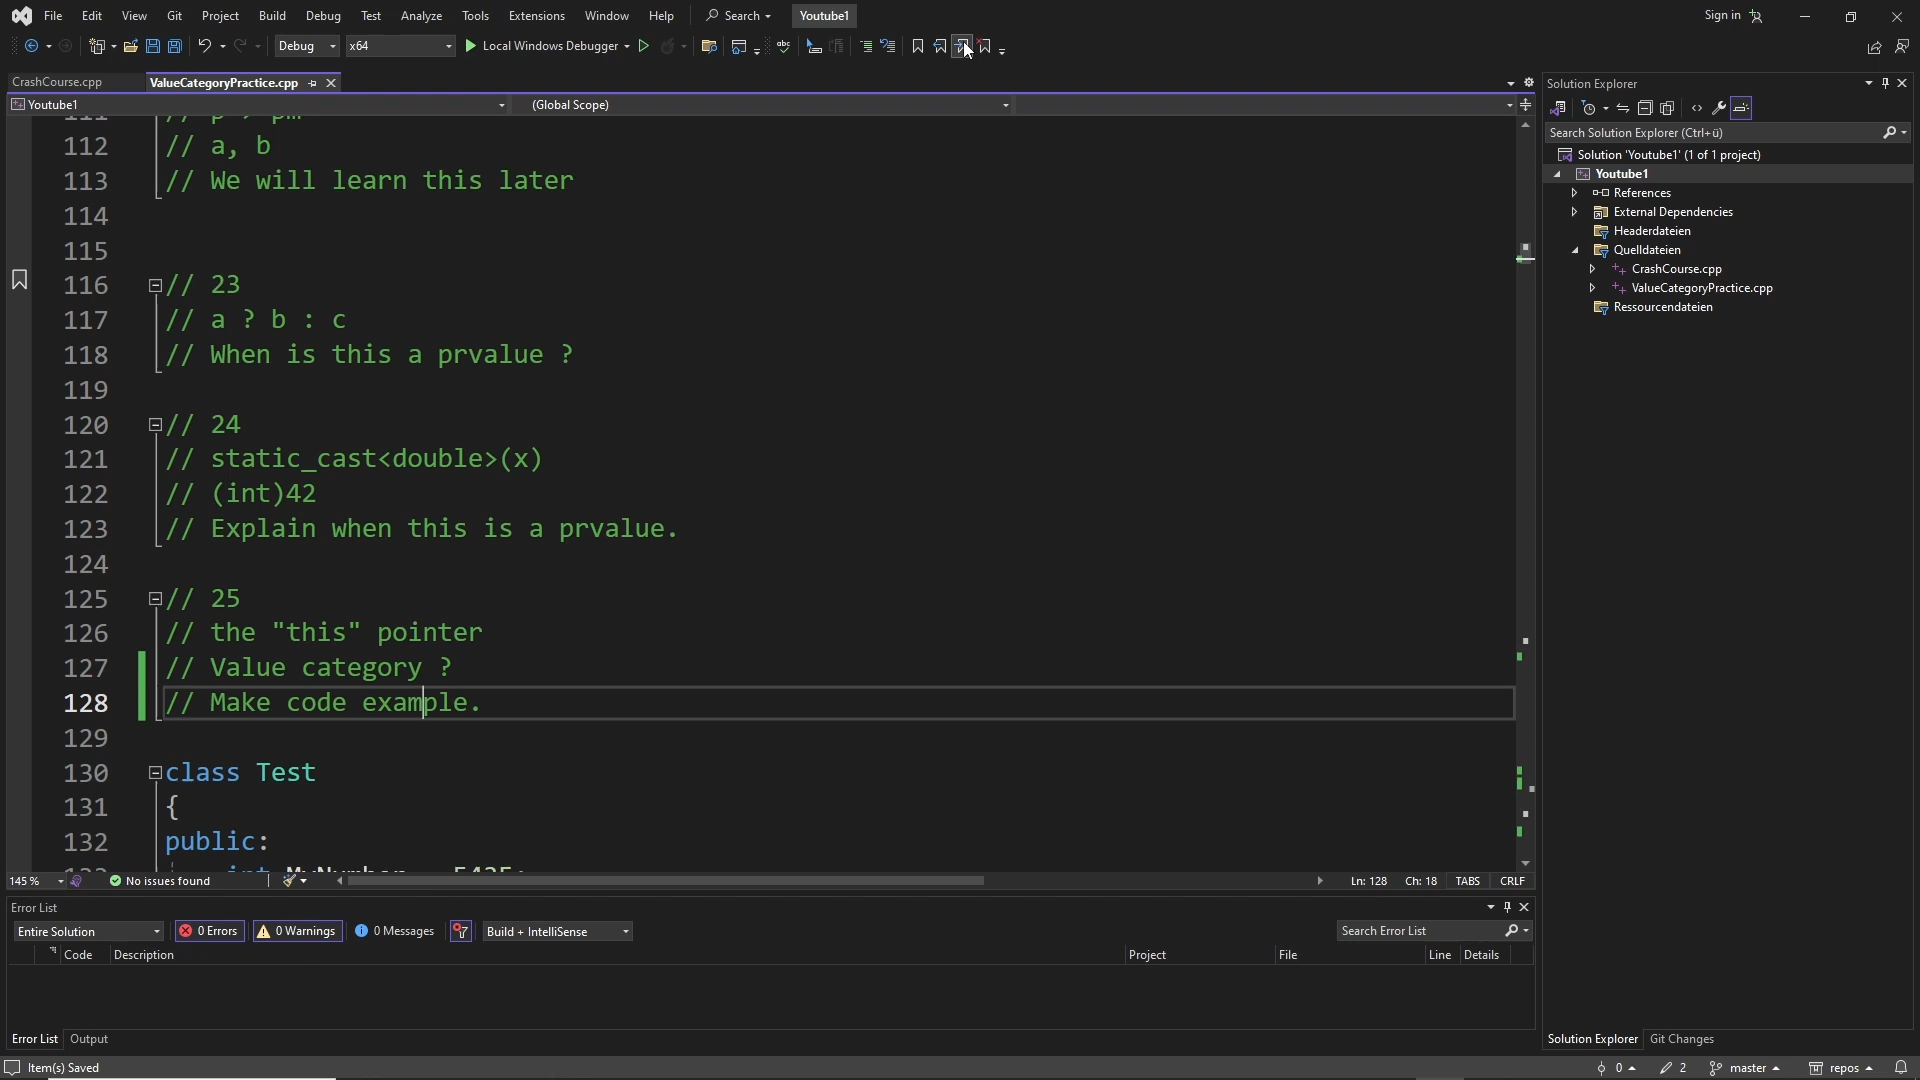 File Edit View Git Project Build Debug Test Analyze Tools Extensions Window Help Search Youtube1 Sign in
Debug x64 Local Windows Debugger
CrashCourse.cpp ValueCategoryPractice.cpp
Youtube1 (Global Scope)
112 // a, b
113 // We will learn this later
114
115
116 // 23
117 // a ? b : c
118 // When is this a prvalue ?
119
120 // 24
121 // static_cast<double>(x)
122 // (int)42
123 // Explain when this is a prvalue.
124
125 // 25
126 // the "this" pointer
127 // Value category ?
128 // Make code example.
129
130 class Test
131 {
132 public:
145 % No issues found Ln: 128 Ch: 18 TABS CRLF
Error List
Entire Solution 0 Errors 0 Warnings 0 Messages Build + IntelliSense Search Error List
Code Description Project File Line Details
Error List Output
Solution Explorer
Search Solution Explorer (Ctrl+ü)
Solution 'Youtube1' (1 of 1 project)
Youtube1
References
External Dependencies
Headerdateien
Quelldateien
CrashCourse.cpp
ValueCategoryPractice.cpp
Ressourcendateien
Solution Explorer Git Changes
Item(s) Saved 0 2 master repos